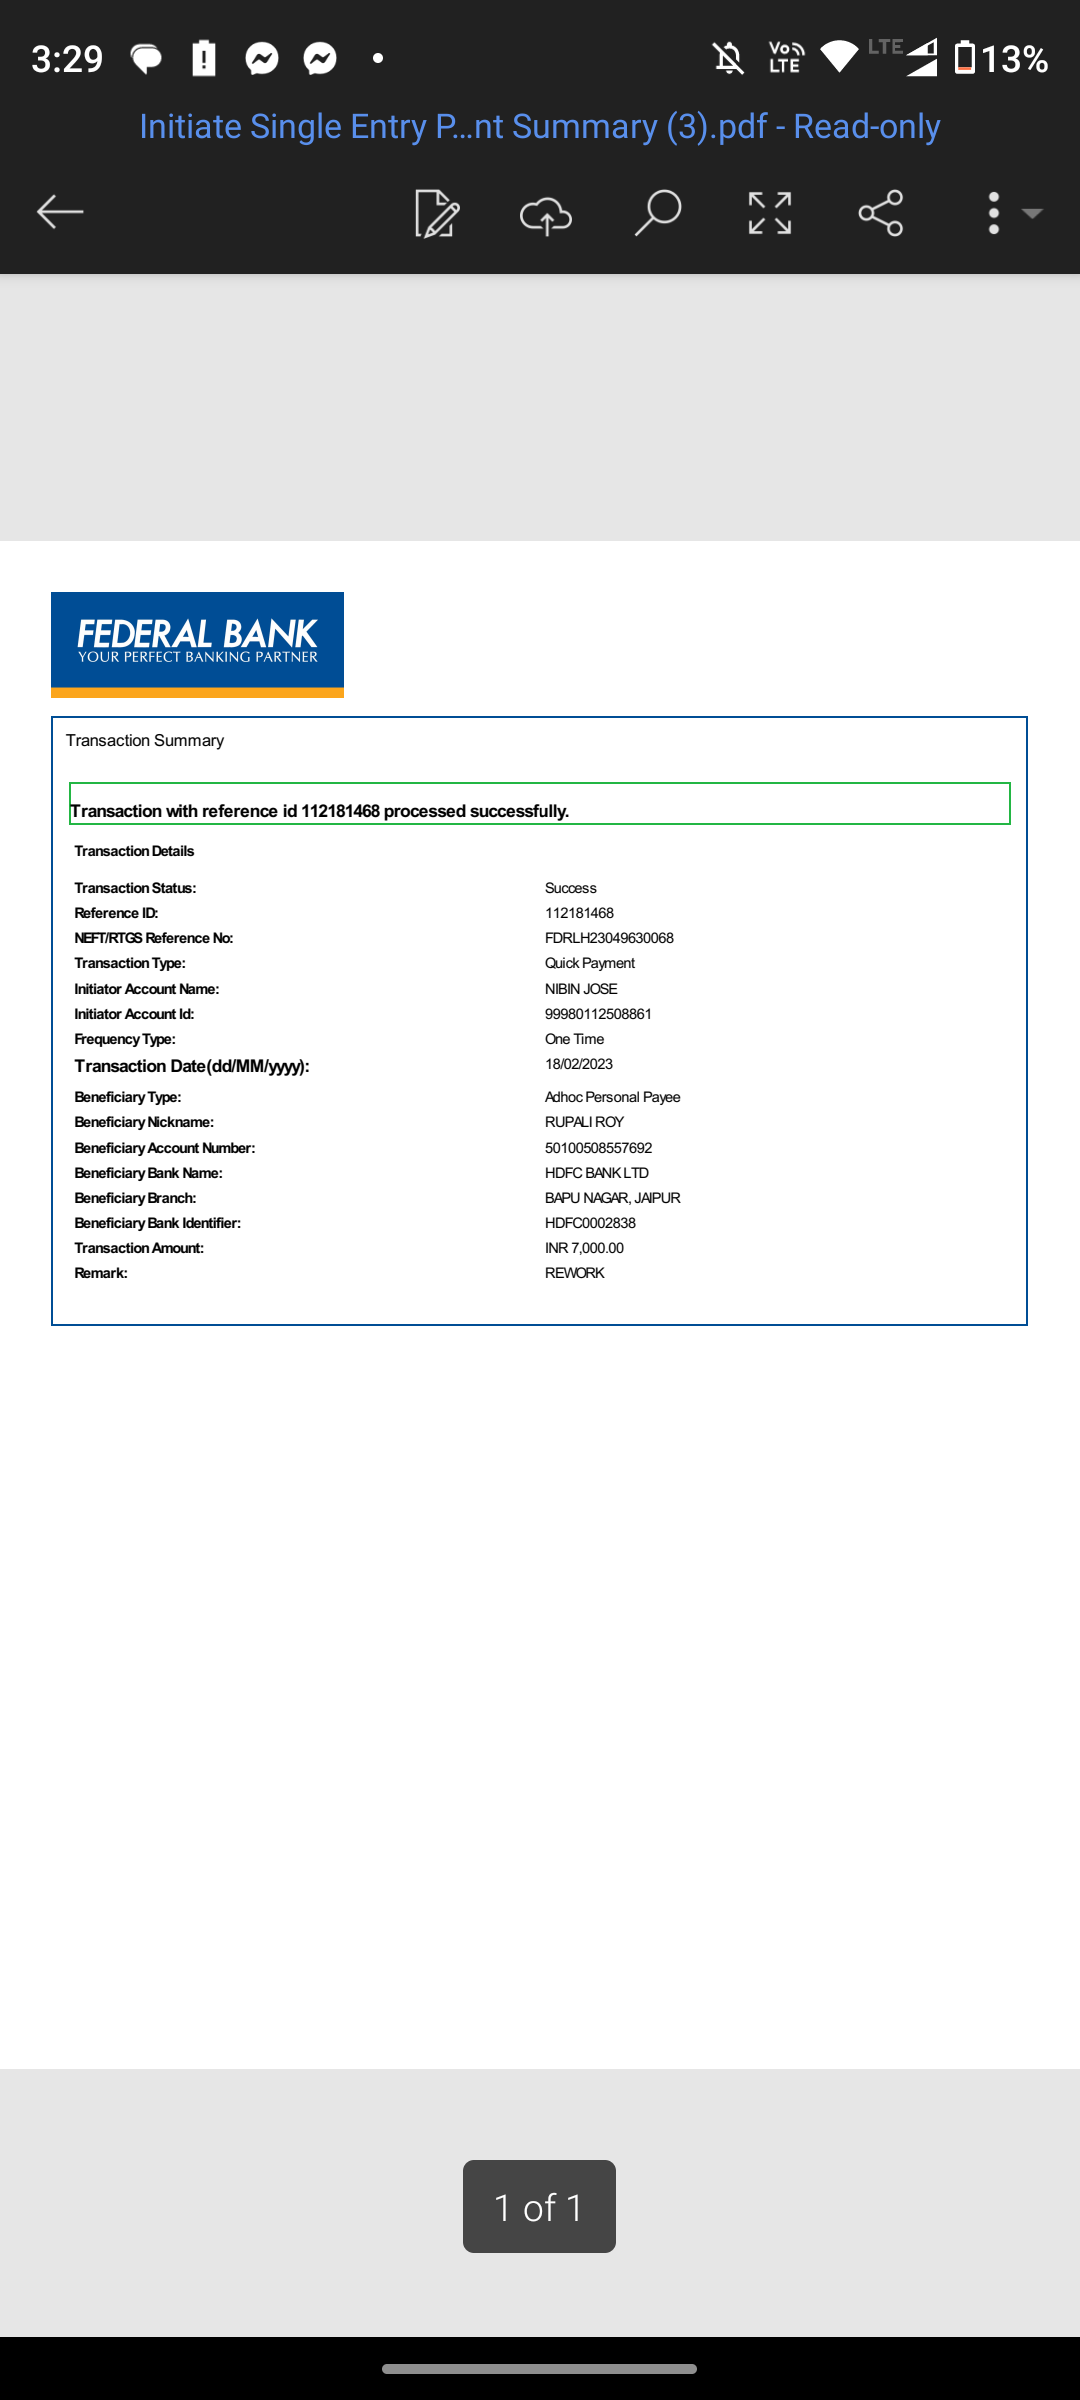 3:29
Vo LTE
LTE
13%
Initiate Single Entry P...nt Summary (3).pdf - Read-only
FEDERAL BANK
YOUR PERFECT BANKING PARTNER
Transaction Summary
Transaction with reference id 112181468 processed successfully.
Transaction Details
Transaction Status: Success
Reference ID: 112181468
NEFT/RTGS Reference No: FDRLH23049630068
Transaction Type: Quick Payment
Initiator Account Name: NIBIN JOSE
Initiator Account Id: 99980112508861
Frequency Type: One Time
Transaction Date(dd/MM/yyyy): 18/02/2023
Beneficiary Type: Adhoc Personal Payee
Beneficiary Nickname: RUPALI ROY
Beneficiary Account Number: 50100508557692
Beneficiary Bank Name: HDFC BANK LTD
Beneficiary Branch: BAPU NAGAR, JAIPUR
Beneficiary Bank Identifier: HDFC0002838
Transaction Amount: INR 7,000.00
Remark: REWORK
1 of 1